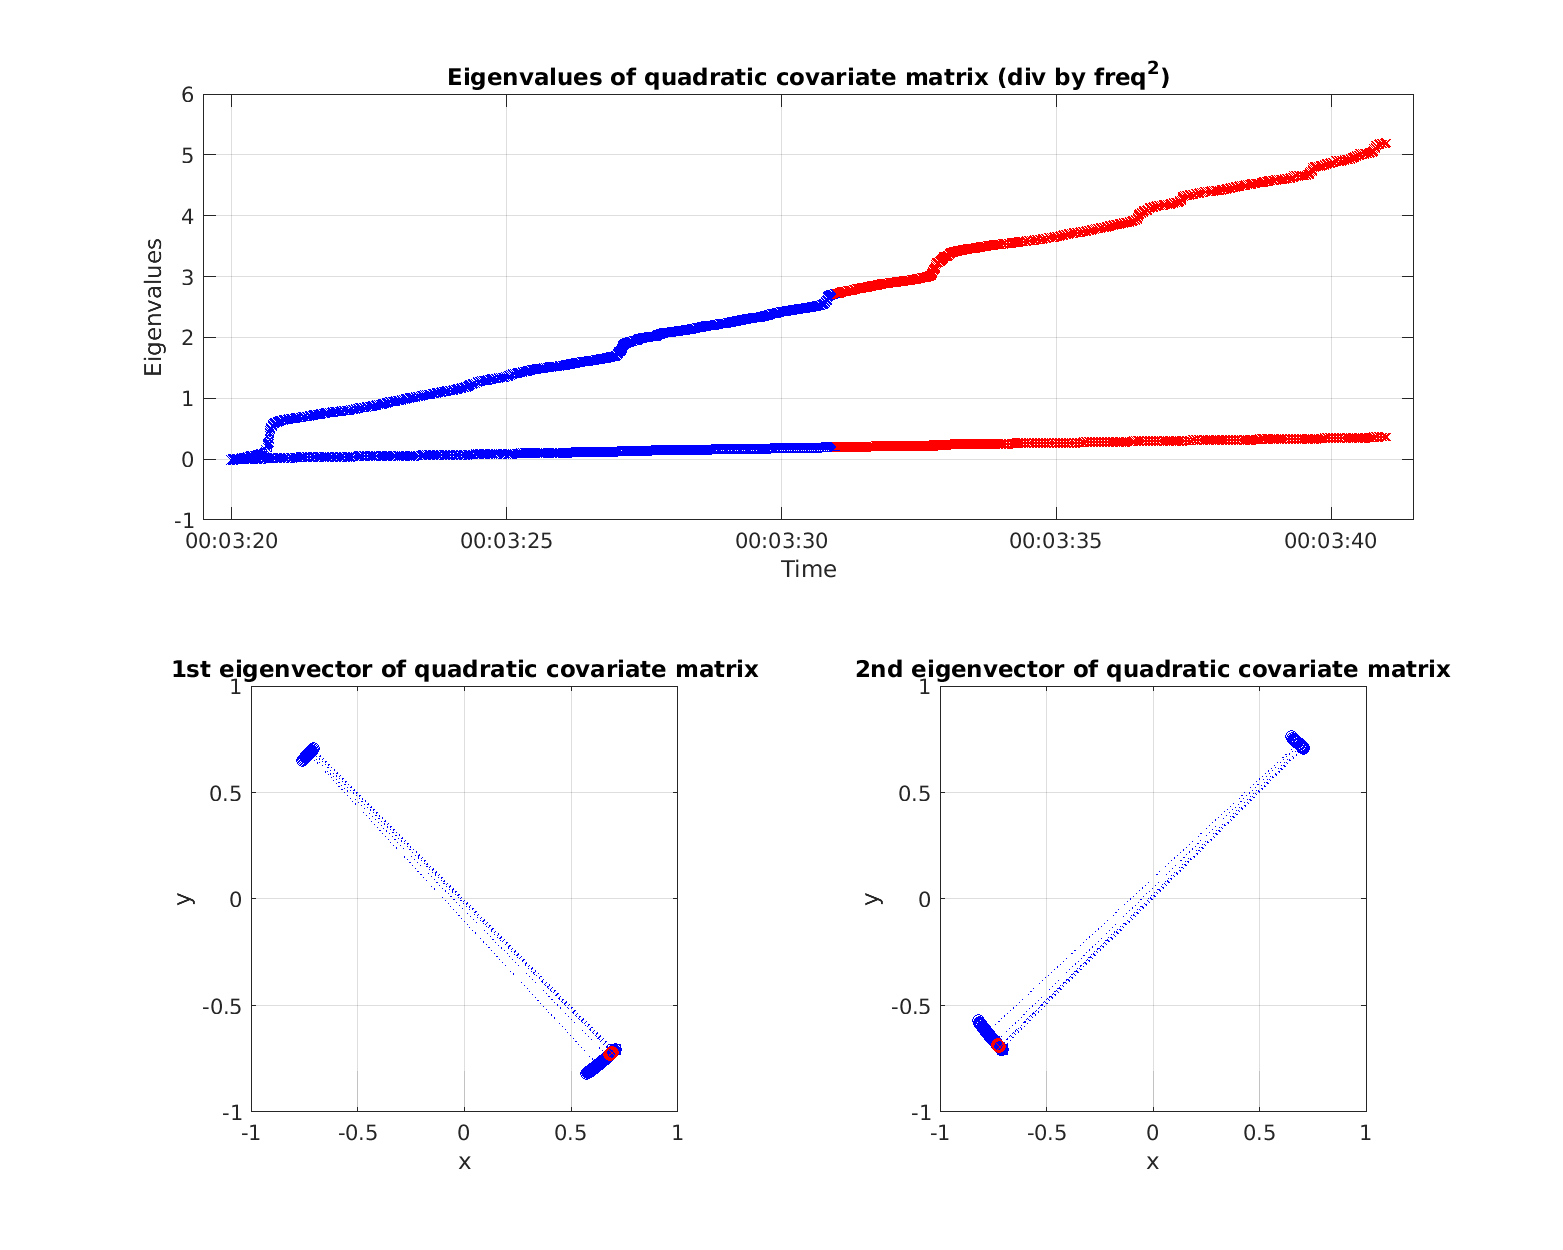 Eigenvalues of quadratic covariate matrix (div by freq²)
6
5
4
3
2
1
0
-1
Eigenvalues
00:03:20 00:03:25 00:03:30 00:03:35 00:03:40
Time
1st eigenvector of quadratic covariate matrix
1
0.5
0
-0.5
-1
y
-1 -0.5 0 0.5 1
x
2nd eigenvector of quadratic covariate matrix
1
0.5
0
-0.5
-1
y
-1 -0.5 0 0.5 1
x